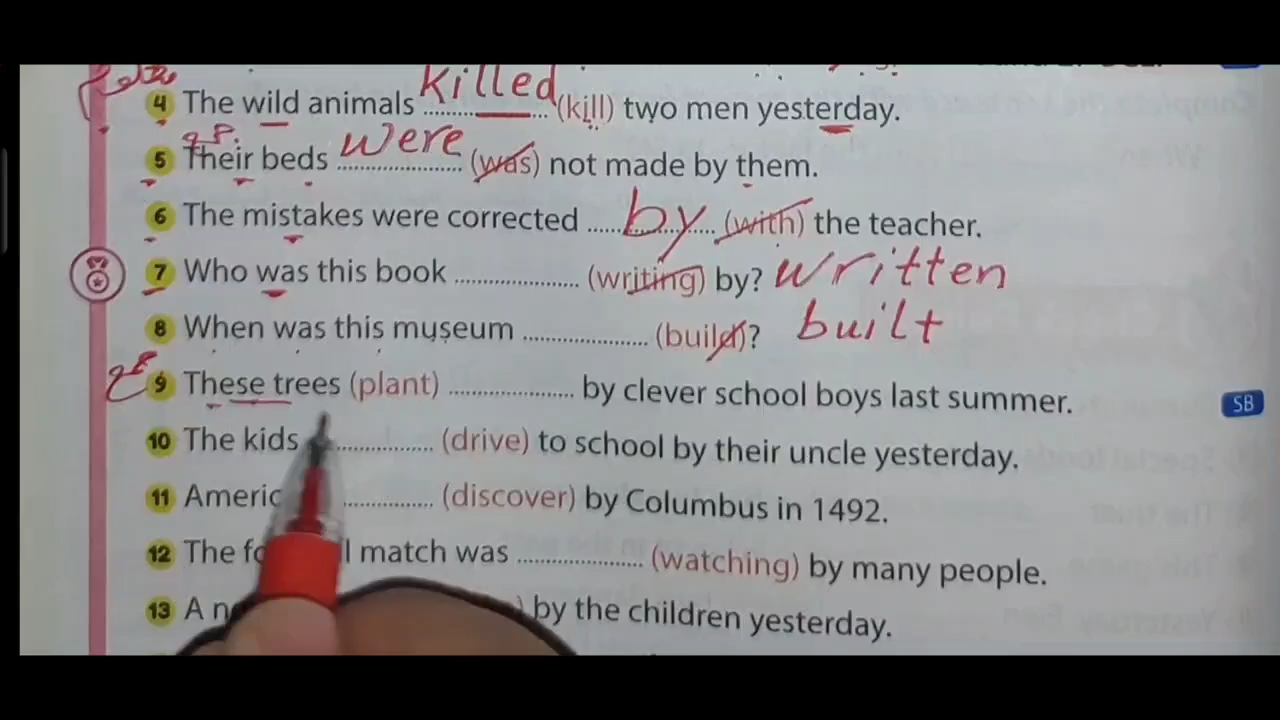 killed
4 The wild animals .................... (kill) two men yesterday.
were
5 Their beds .................... (was) not made by them.
by
6 The mistakes were corrected .................... (with) the teacher.
7 Who was this book .................... (writing) by? written
8 When was this museum .................... (build)? built
9 These trees (plant) .................... by clever school boys last summer.
SB
10 The kids .................... (drive) to school by their uncle yesterday.
11 Americ .................... (discover) by Columbus in 1492.
12 The match was .................... (watching) by many people.
13 A by the children yesterday.